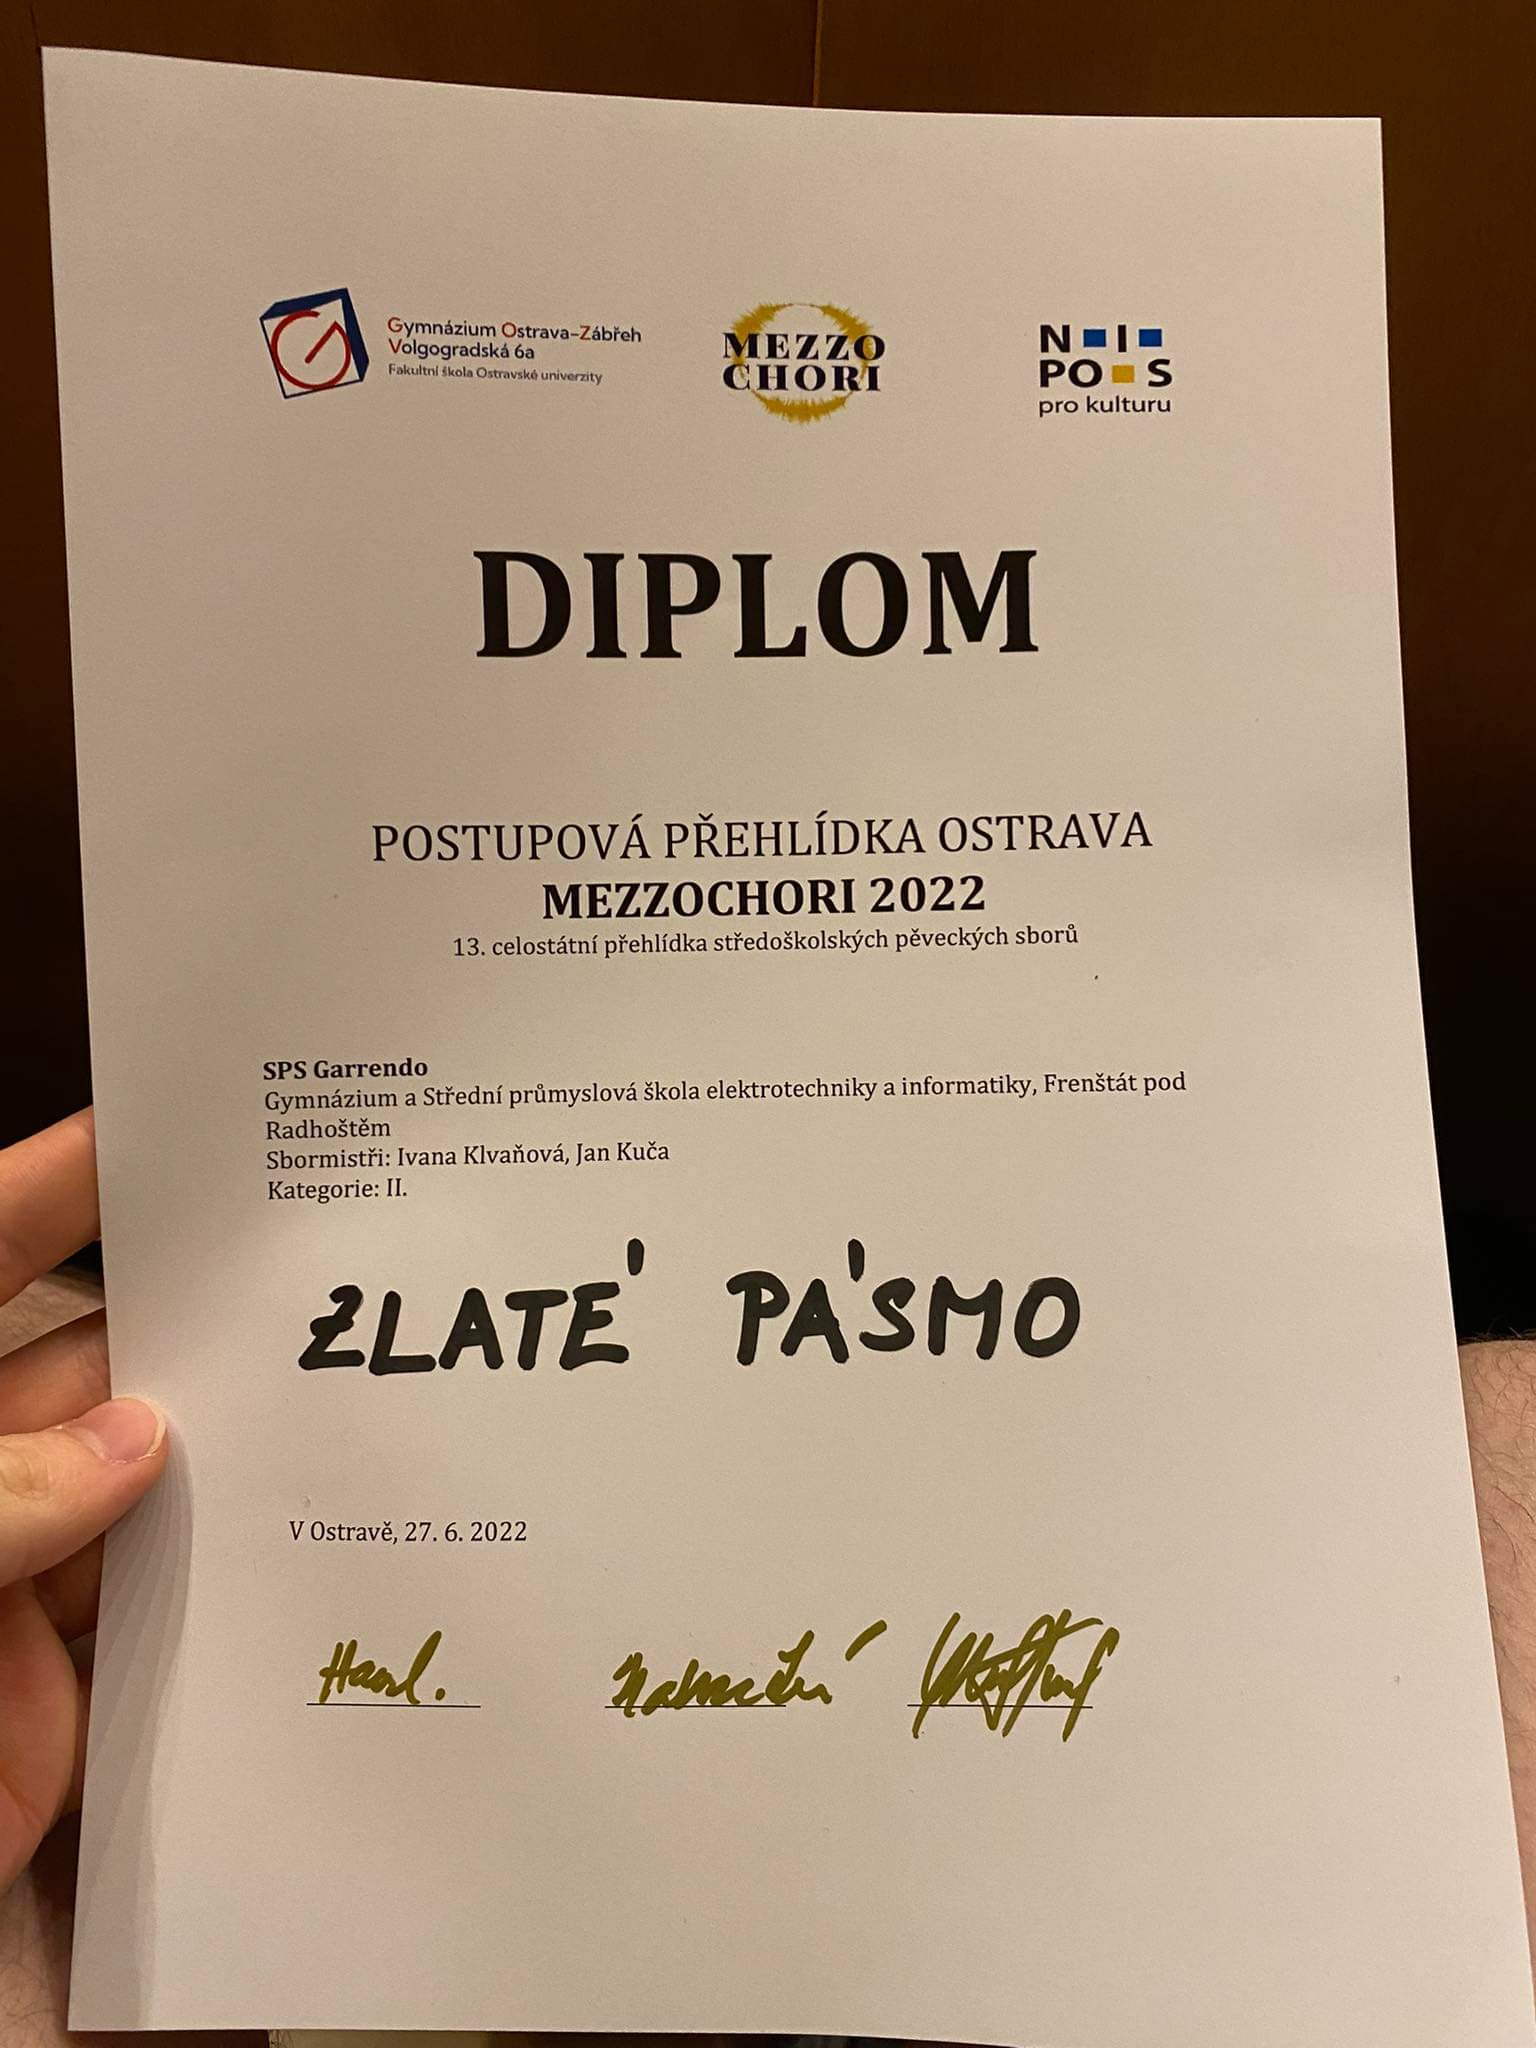 Gymnázium Ostrava-Zábřeh
Volgogradská 6a
Fakultní škola Ostravské univerzity
MEZZO
CHORI
N I
PO S
pro kulturu
DIPLOM
POSTUPOVÁ PŘEHLÍDKA OSTRAVA
MEZZOCHORI 2022
13. celostátní přehlídka středoškolských pěveckých sborů
SPS Garrendo
Gymnázium a Střední průmyslová škola elektrotechniky a informatiky, Frenštát pod
Radhoštěm
Sbormistři: Ivana Klvaňová, Jan Kuča
Kategorie: II.
ZLATÉ PÁSMO
V Ostravě, 27. 6. 2022